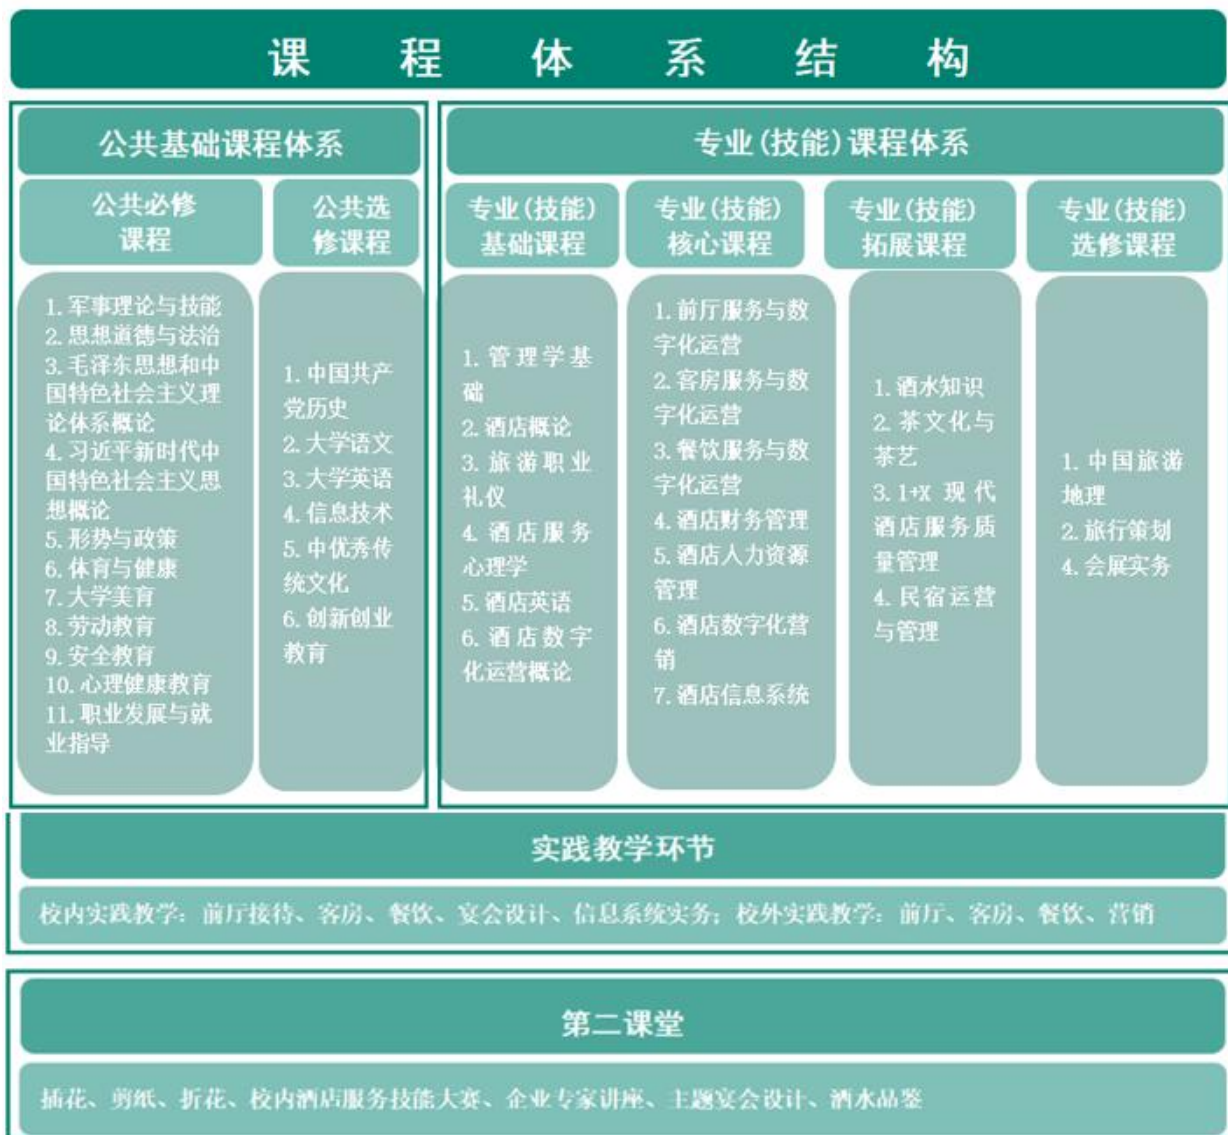 课程体系结构
公共基础课程体系
公共必修
课程
1. 军事理论与技能
2. 思想道德与法治
3. 毛泽东思想和中
国特色社会主义理
论体系概论
4. 习近平新时代中
国特色社会主义思
想概论
5. 形势与政策
6. 体育与健康
7. 大学美育
8. 劳动教育
9. 安全教育
10. 心理健康教育
11. 职业发展与就
业指导
公共选
修课程
1. 中国共产
党历史
2. 大学语文
3. 大学英语
4. 信息技术
5. 中优秀传
统文化
6. 创新创业
教育
专业(技能)课程体系
专业(技能)
基础课程
1. 管理学基
础
2. 酒店概论
3. 旅游职业
礼仪
4. 酒店服务
心理学
5. 酒店英语
6. 酒店数字
化运营概论
专业(技能)
核心课程
1. 前厅服务与数
字化运营
2. 客房服务与数
字化运营
3. 餐饮服务与数
字化运营
4. 酒店财务管理
5. 酒店人力资源
管理
6. 酒店数字化营
销
7. 酒店信息系统
专业(技能)
拓展课程
1. 酒水知识
2. 茶文化与
茶艺
3. 1+X 现代
酒店服务质
量管理
4. 民宿运营
与管理
专业(技能)
选修课程
1. 中国旅游
地理
2. 旅行策划
4. 会展实务
实践教学环节
校内实践教学：前厅接待、客房、餐饮、宴会设计、信息系统实务；校外实践教学：前厅、客房、餐饮、营销
第二课堂
插花、剪纸、折花、校内酒店服务技能大赛、企业专家讲座、主题宴会设计、酒水品鉴